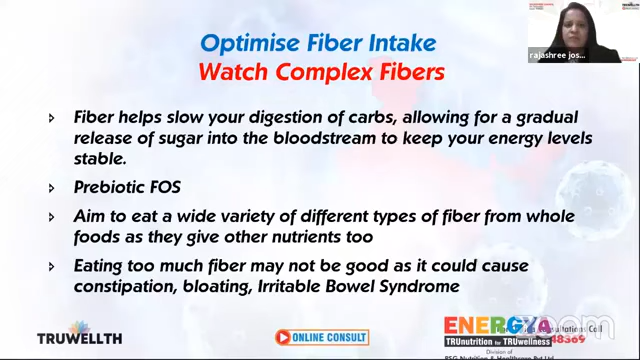 Optimise Fiber Intake
Watch Complex Fibers
Fiber helps slow your digestion of carbs, allowing for a gradual
release of sugar into the bloodstream to keep your energy levels
stable.
Prebiotic FOS
Aim to eat a wide variety of different types of fiber from whole
foods as they give other nutrients too
Eating too much fiber may not be good as it could cause
constipation, bloating, Irritable Bowel Syndrome
rajashree jos...
TRUWELLTH
ONLINE CONSULT
ENERGYA
TRUnutrition for TRUwellness
Division of
zoom
Consultations Call
48369